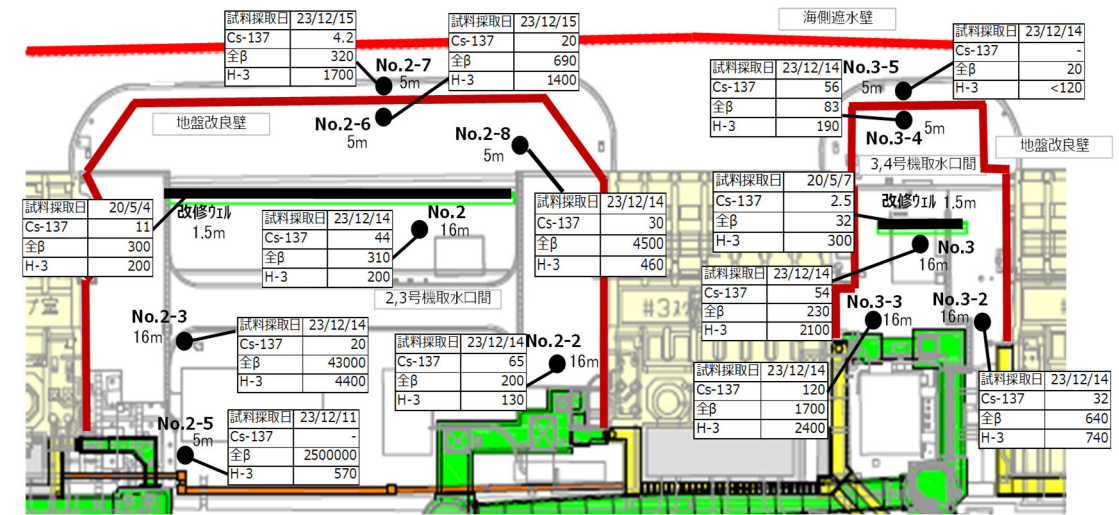 海側遮水壁
試料採取日 23/12/15
Cs-137 4.2
全β 320
H-3 1700
No.2-7
5m
試料採取日 23/12/15
Cs-137 20
全β 690
H-3 1400
No.2-6
5m
地盤改良壁
No.2-8
5m
試料採取日 23/12/14
Cs-137 30
全β 4500
H-3 460
試料採取日 20/5/4
Cs-137 11
全β 300
H-3 200
改修ウェル
1.5m
試料採取日 23/12/14
Cs-137 44
全β 310
H-3 200
No.2
16m
2,3号機取水口間
No.2-3
16m
試料採取日 23/12/14
Cs-137 20
全β 43000
H-3 4400
試料採取日 23/12/14
Cs-137 65
全β 200
H-3 130
No.2-2
16m
No.2-5
5m
試料採取日 23/12/11
Cs-137 -
全β 2500000
H-3 570
試料採取日 23/12/14
Cs-137 56
全β 83
H-3 190
No.3-5
5m
試料採取日 23/12/14
Cs-137 -
全β 20
H-3 <120
No.3-4
5m
地盤改良壁
3,4号機取水口間
試料採取日 20/5/7
Cs-137 2.5
全β 32
H-3 300
改修ウェル 1.5m
No.3
16m
試料採取日 23/12/14
Cs-137 54
全β 230
H-3 2100
No.3-3
16m
No.3-2
16m
試料採取日 23/12/14
Cs-137 120
全β 1700
H-3 2400
試料採取日 23/12/14
Cs-137 32
全β 640
H-3 740